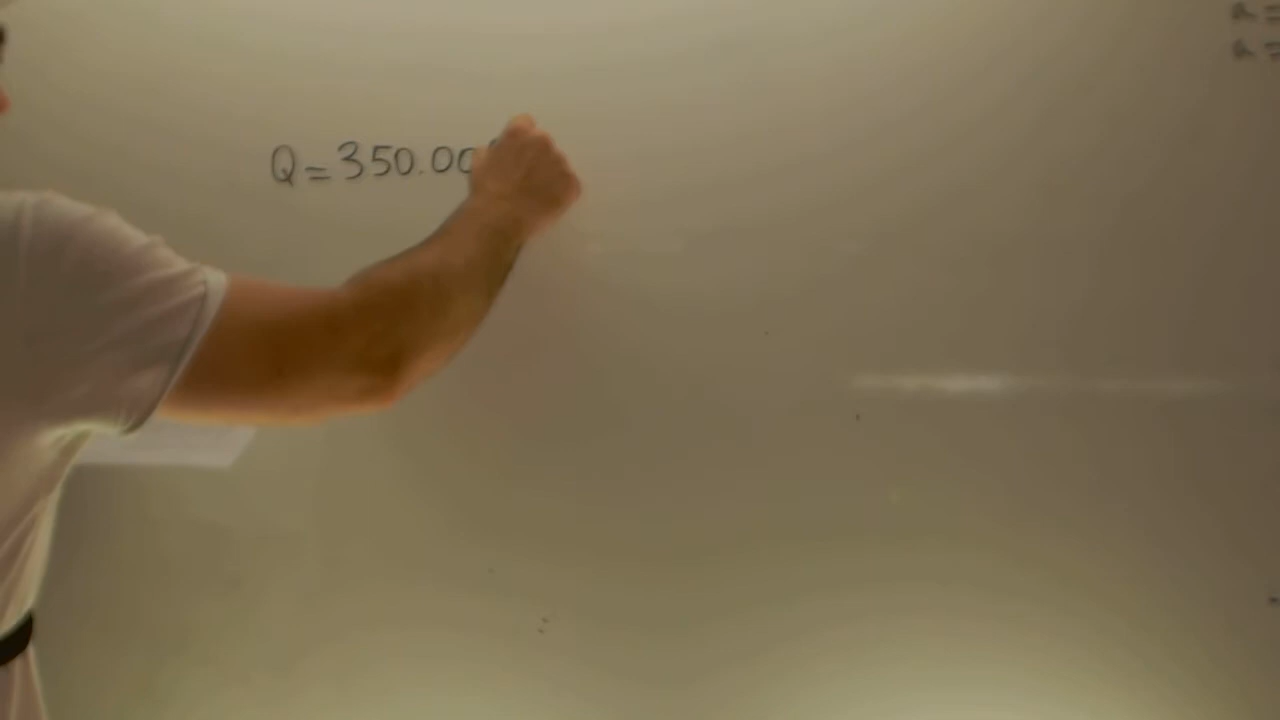 Q = 350.00
a =
a =